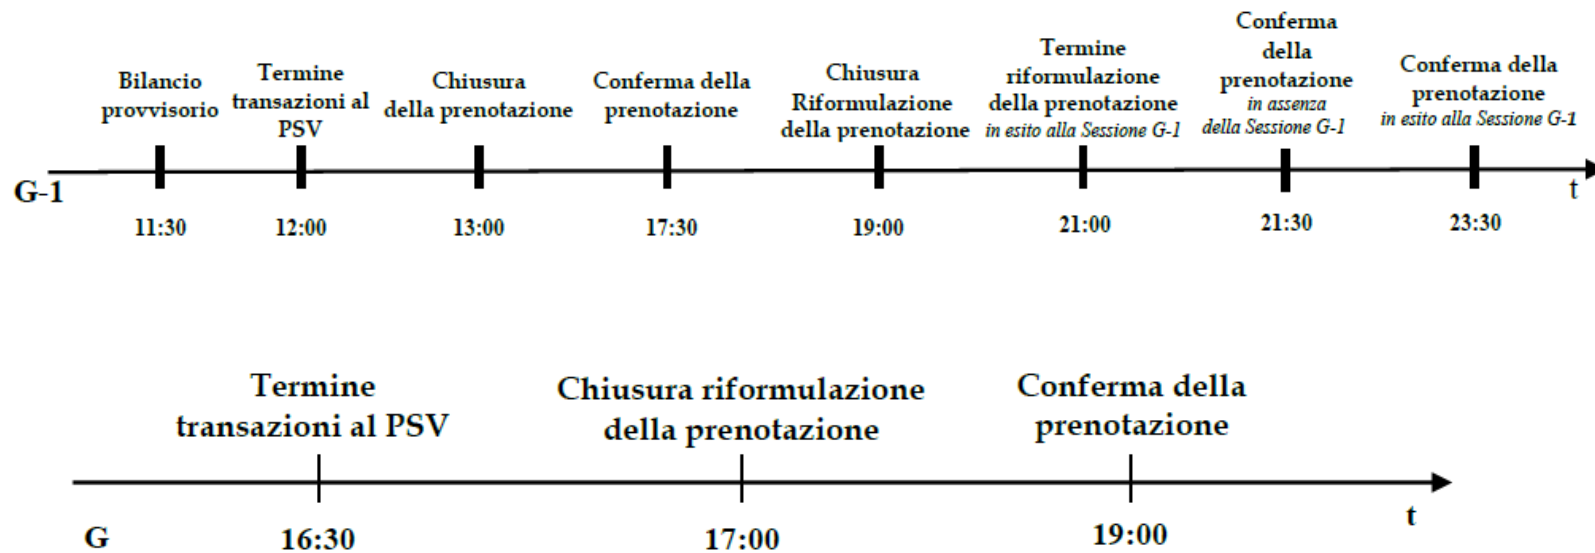 Bilancio
provvisorio
Termine
transazioni al
PSV
Chiusura
della prenotazione
Conferma della
prenotazione
Chiusura
Riformulazione
della prenotazione
Termine
riformulazione
della prenotazione
in esito alla Sessione G-1
Conferma
della
prenotazione
in assenza
della Sessione G-1
Conferma della
prenotazione
in esito alla Sessione G-1
G-1
t
11:30
12:00
13:00
17:30
19:00
21:00
21:30
23:30
Termine
transazioni al PSV
Chiusura riformulazione
della prenotazione
Conferma della
prenotazione
G
t
16:30
17:00
19:00